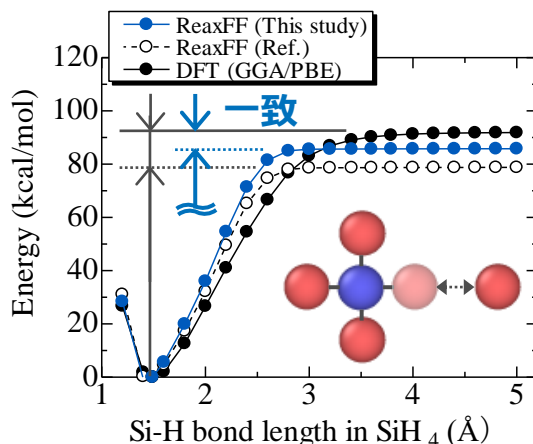 ReaxFF (This study)
ReaxFF (Ref.)
DFT (GGA/PBE)
一致
Energy (kcal/mol)
120
100
80
60
40
20
0
1
2
3
4
5
Si-H bond length in SiH4 (Å)